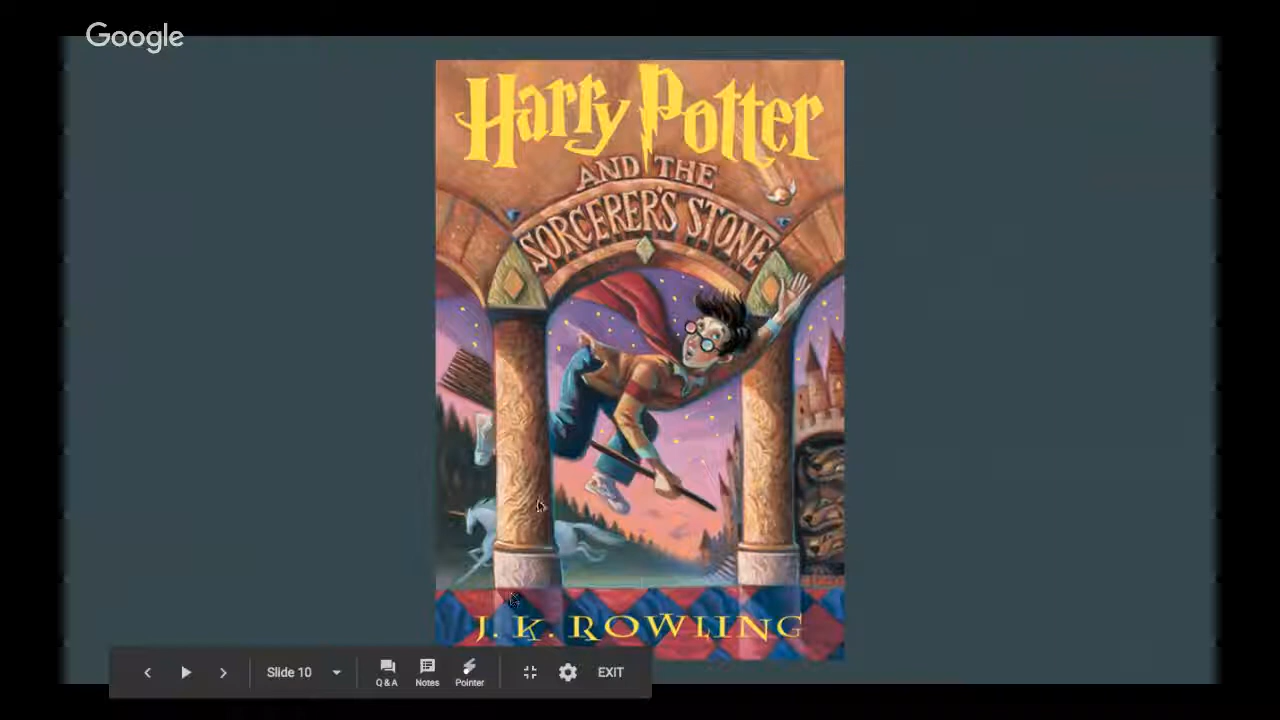 Google
Harry Potter
AND THE
SORCERER'S STONE
J. K. ROWLING
Slide 10
Q & A
Notes
Pointer
EXIT